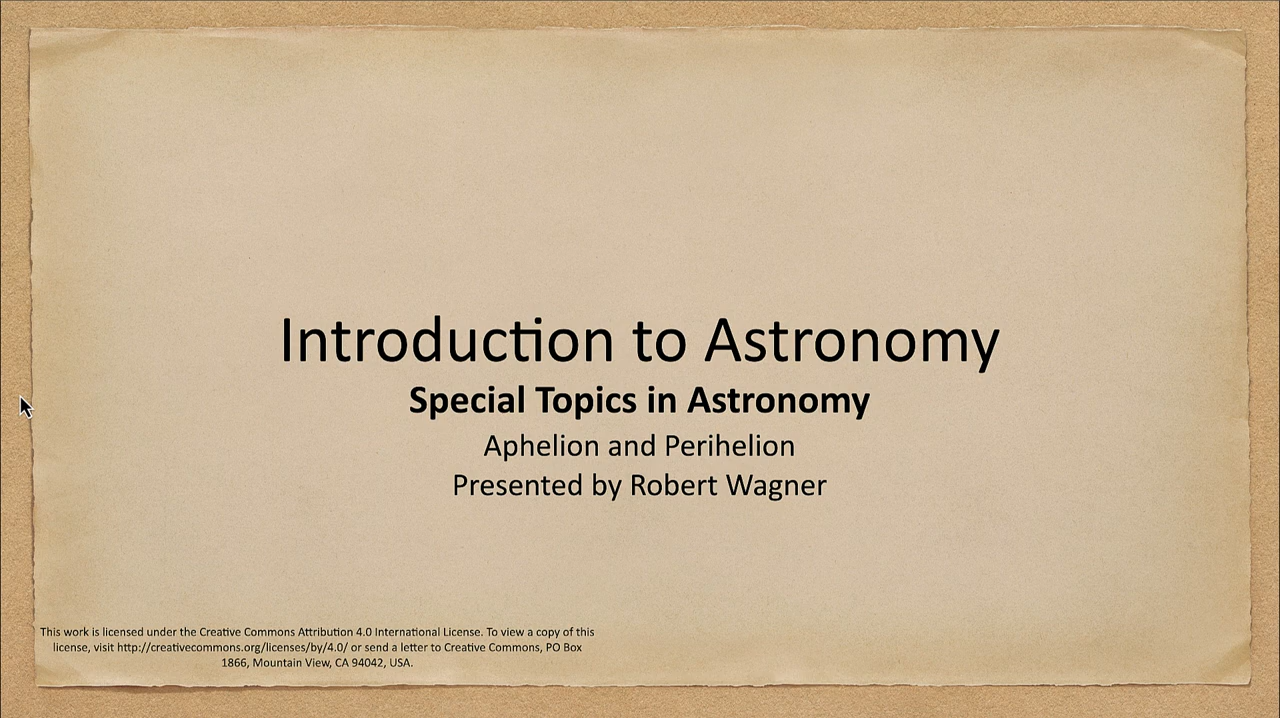 Introduction to Astronomy
Special Topics in Astronomy
Aphelion and Perihelion
Presented by Robert Wagner
This work is licensed under the Creative Commons Attribution 4.0 International License. To view a copy of this
license, visit http://creativecommons.org/licenses/by/4.0/ or send a letter to Creative Commons, PO Box
1866, Mountain View, CA 94042, USA.